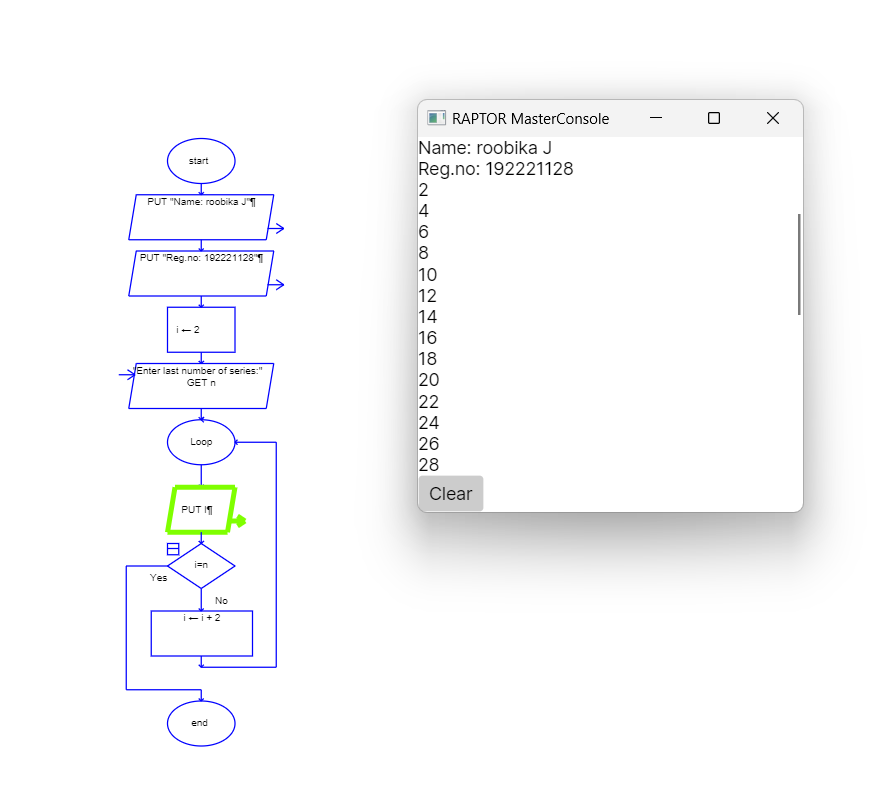 start
PUT "Name: roobika J"¶
PUT "Reg.no: 192221128"¶
i ← 2
"Enter last number of series:"
GET n
Loop
PUT I¶
i=n
Yes
No
i ← i + 2
end
RAPTOR MasterConsole
Name: roobika J
Reg.no: 192221128
2
4
6
8
10
12
14
16
18
20
22
24
26
28
Clear